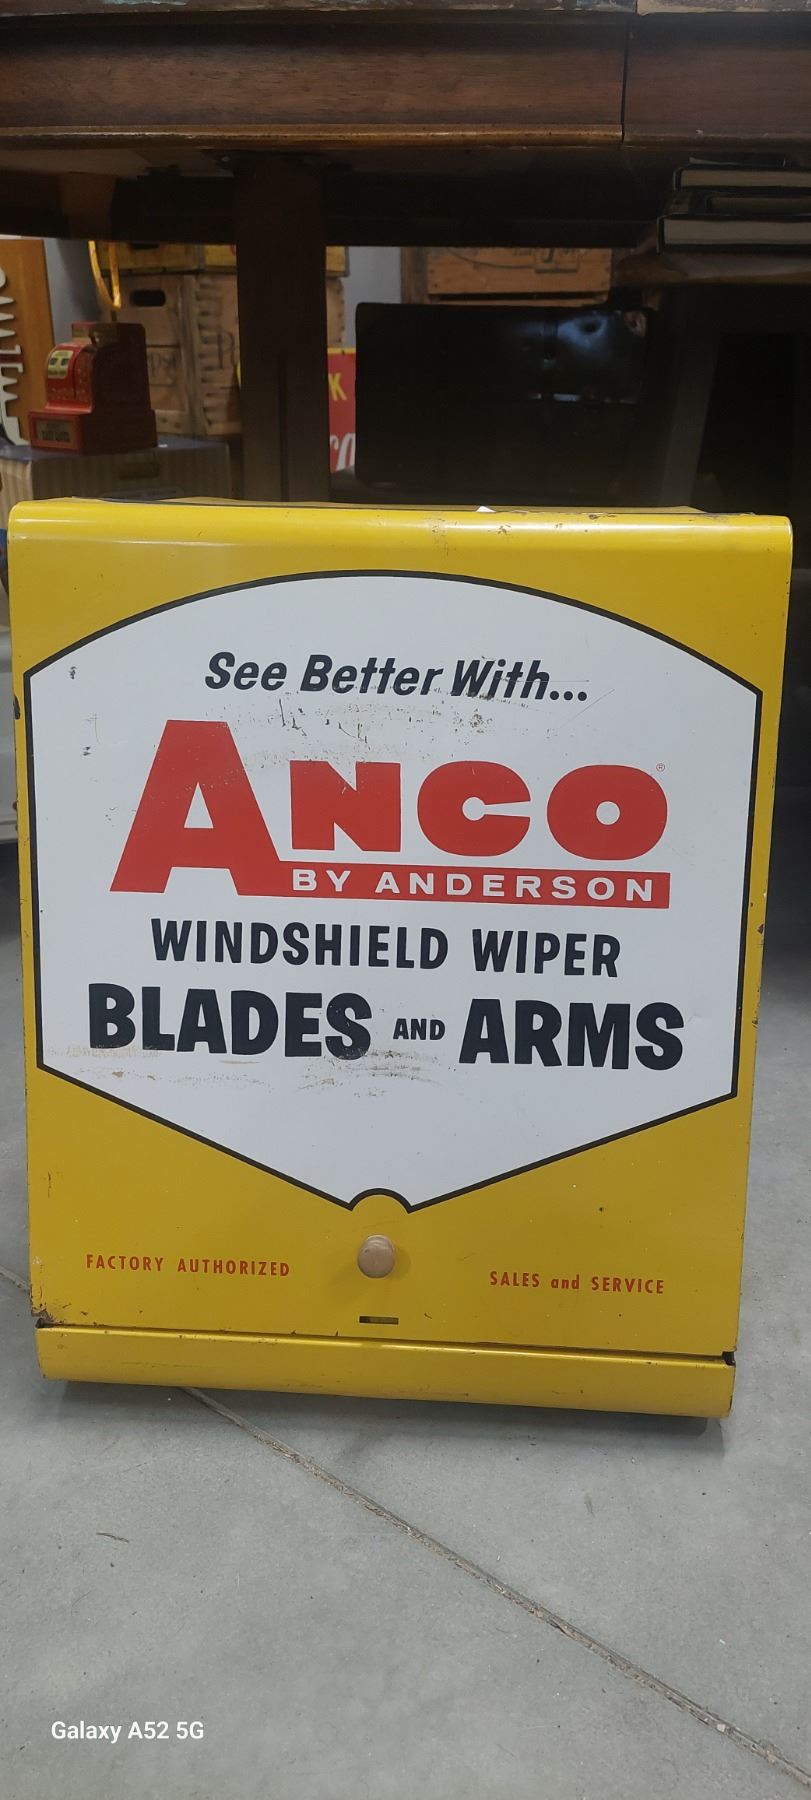 See Better With...
ANCO®
BY ANDERSON
WINDSHIELD WIPER
BLADES AND ARMS
FACTORY AUTHORIZED
SALES and SERVICE
Galaxy A52 5G